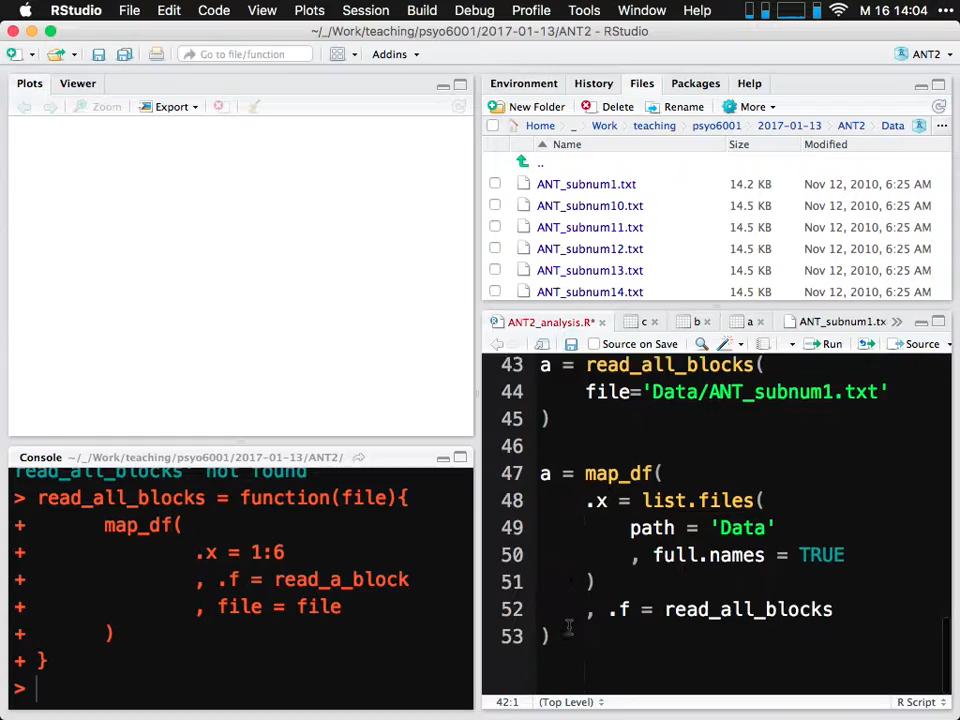 RStudio File Edit Code View Plots Session Build Debug Profile Tools Window Help M 16 14:04
~/_/Work/teaching/psyo6001/2017-01-13/ANT2 - RStudio
Go to file/function Addins ANT2
Plots Viewer
Zoom Export
Environment History Files Packages Help
New Folder Delete Rename More
Home _ Work teaching psyo6001 2017-01-13 ANT2 Data ...
Name Size Modified
..
ANT_subnum1.txt 14.2 KB Nov 12, 2010, 6:25 AM
ANT_subnum10.txt 14.5 KB Nov 12, 2010, 6:25 AM
ANT_subnum11.txt 14.5 KB Nov 12, 2010, 6:25 AM
ANT_subnum12.txt 14.5 KB Nov 12, 2010, 6:25 AM
ANT_subnum13.txt 14.5 KB Nov 12, 2010, 6:25 AM
ANT_subnum14.txt 14.5 KB Nov 12, 2010, 6:25 AM
ANT2_analysis.R* c b a ANT_subnum1.tx
Source on Save Run Source
43 a = read_all_blocks(
44 file='Data/ANT_subnum1.txt'
45 )
46
47 a = map_df(
48 .x = list.files(
49 path = 'Data'
50 , full.names = TRUE
51 )
52 , .f = read_all_blocks
53 )
42:1 (Top Level) R Script
Console ~/_/Work/teaching/psyo6001/2017-01-13/ANT2/
read_all_blocks' not found
> read_all_blocks = function(file){
+ map_df(
+ .x = 1:6
+ , .f = read_a_block
+ , file = file
+ )
+ }
>